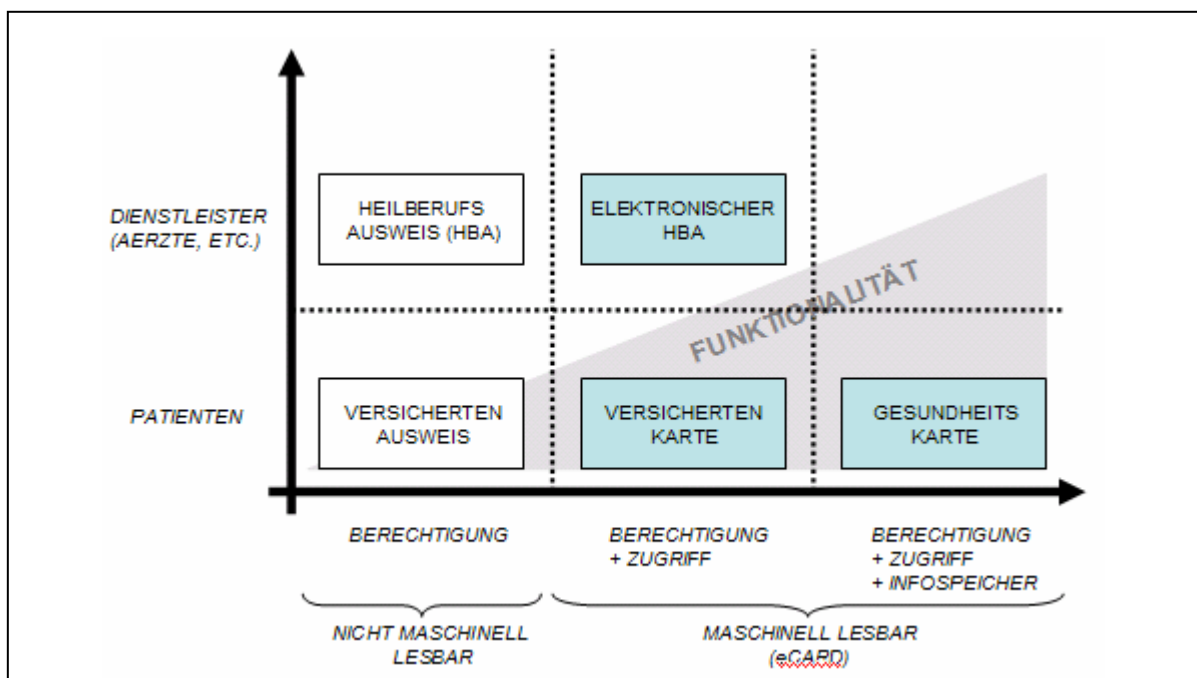 DIENSTLEISTER
(AERZTE, ETC.)
HEILBERUFS
AUSWEIS (HBA)
ELEKTRONISCHER
HBA
FUNKTIONALITÄT
PATIENTEN
VERSICHERTEN
AUSWEIS
VERSICHERTEN
KARTE
GESUNDHEITS
KARTE
BERECHTIGUNG
BERECHTIGUNG
+ ZUGRIFF
BERECHTIGUNG
+ ZUGRIFF
+ INFOSPEICHER
NICHT MASCHINELL
LESBAR
MASCHINELL LESBAR
(eCARD)